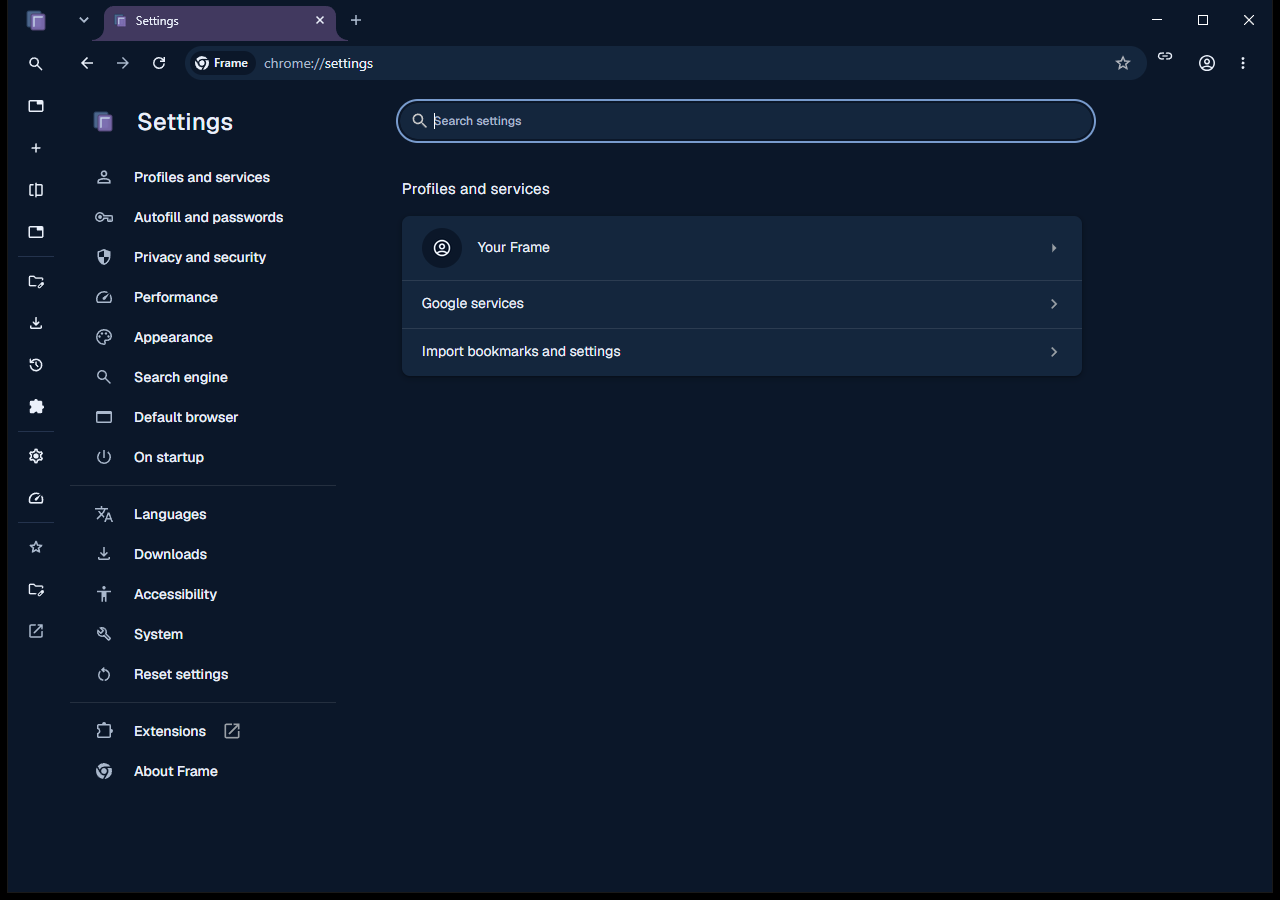 Settings
Frame
chrome://settings
Settings
Search settings
Profiles and services
Autofill and passwords
Privacy and security
Performance
Appearance
Search engine
Default browser
On startup
Languages
Downloads
Accessibility
System
Reset settings
Extensions
About Frame
Profiles and services
Your Frame
Google services
Import bookmarks and settings